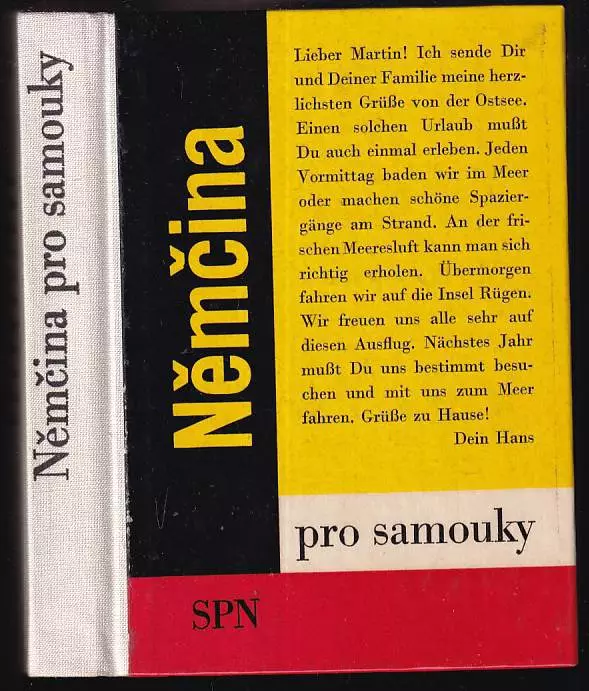 Němčina pro samouky
Němčina
Lieber Martin! Ich sende Dir
und Deiner Familie meine herz-
lichsten Grüße von der Ostsee.
Einen solchen Urlaub mußt
Du auch einmal erleben. Jeden
Vormittag baden wir im Meer
oder machen schöne Spazier-
gänge am Strand. An der fri-
schen Meeresluft kann man sich
richtig erholen. Übermorgen
fahren wir auf die Insel Rügen.
Wir freuen uns alle sehr auf
diesen Ausflug. Nächstes Jahr
mußt Du uns bestimmt besu-
chen und mit uns zum Meer
fahren. Grüße zu Hause!
Dein Hans
pro samouky
SPN